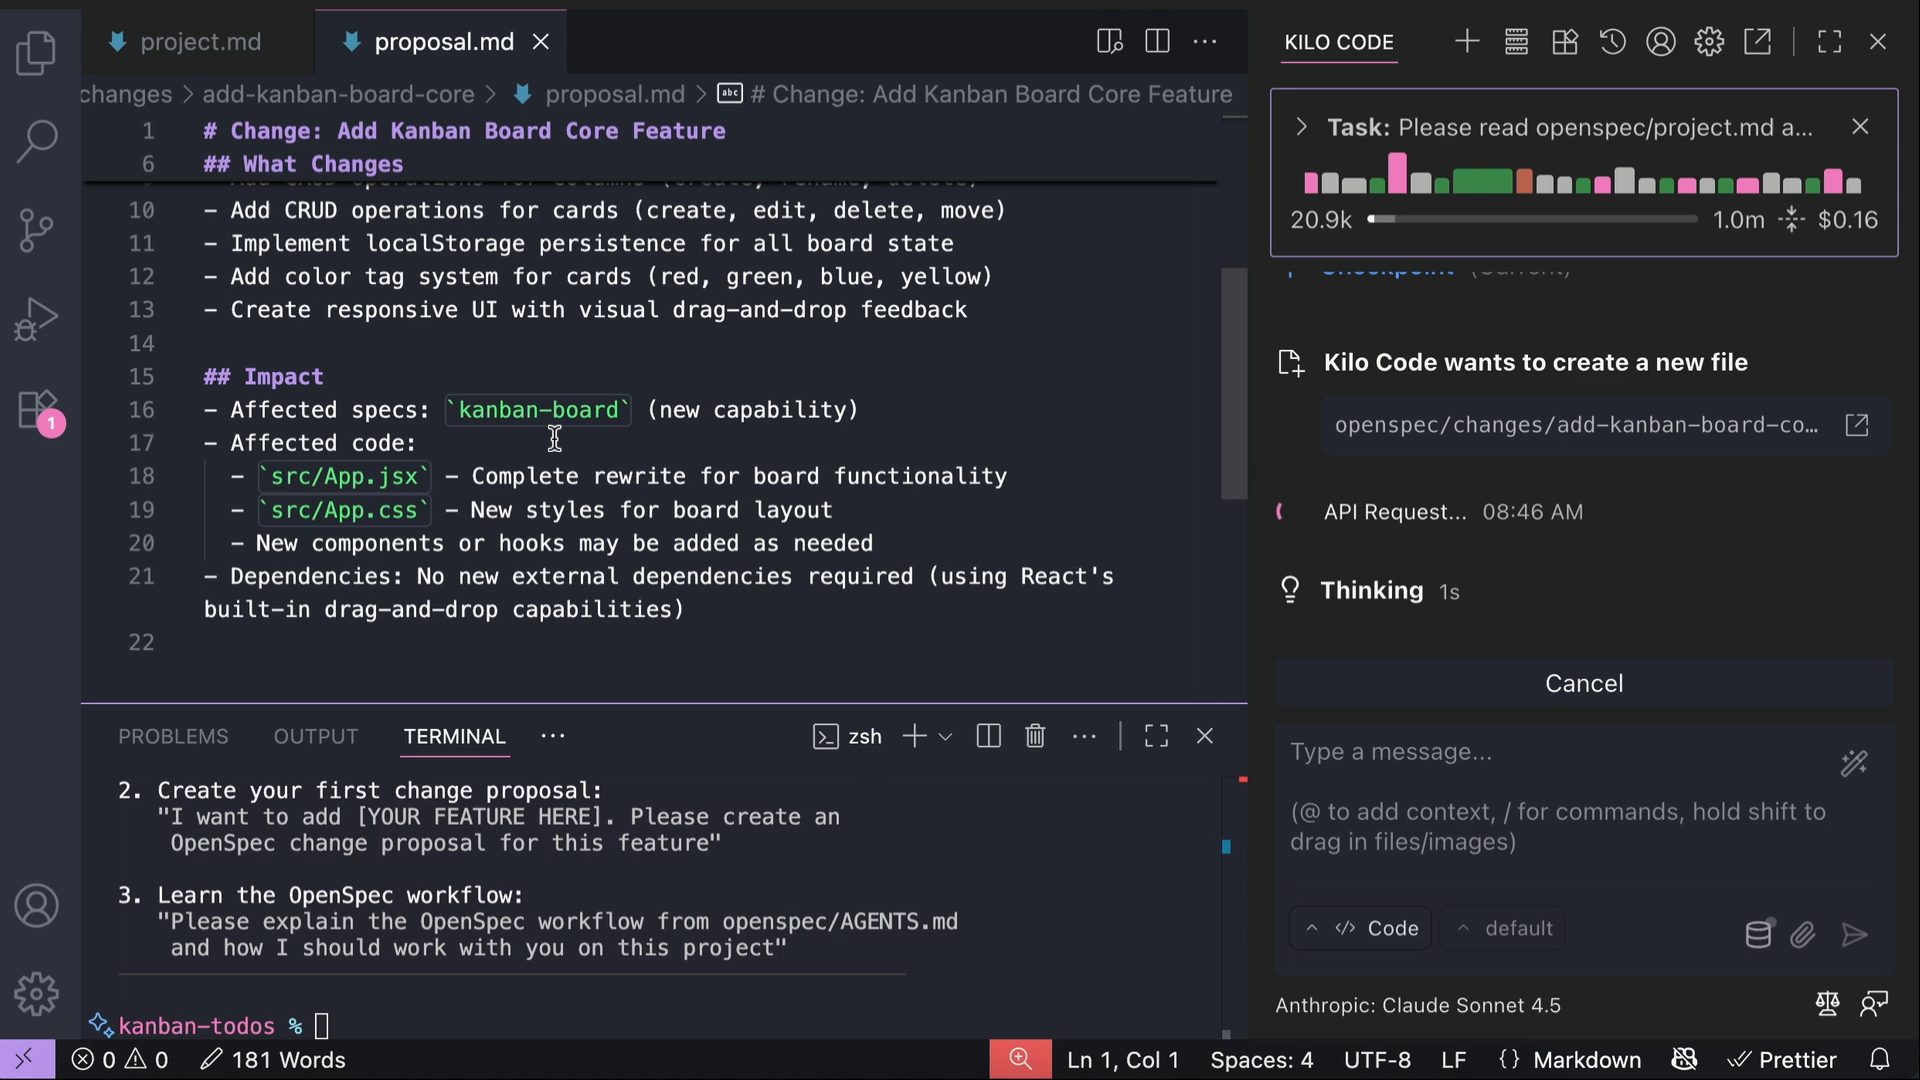 project.md
proposal.md
changes > add-kanban-board-core > proposal.md > abc # Change: Add Kanban Board Core Feature
1 # Change: Add Kanban Board Core Feature
6 ## What Changes
10 - Add CRUD operations for cards (create, edit, delete, move)
11 - Implement localStorage persistence for all board state
12 - Add color tag system for cards (red, green, blue, yellow)
13 - Create responsive UI with visual drag-and-drop feedback
14
15 ## Impact
16 - Affected specs: `kanban-board` (new capability)
17 - Affected code:
18 - `src/App.jsx` - Complete rewrite for board functionality
19 - `src/App.css` - New styles for board layout
20 - New components or hooks may be added as needed
21 - Dependencies: No new external dependencies required (using React's
built-in drag-and-drop capabilities)
22
1
PROBLEMS OUTPUT TERMINAL ···
zsh
2. Create your first change proposal:
"I want to add [YOUR FEATURE HERE]. Please create an
OpenSpec change proposal for this feature"
3. Learn the OpenSpec workflow:
"Please explain the OpenSpec workflow from openspec/AGENTS.md
and how I should work with you on this project"
kanban-todos %
KILO CODE
Task: Please read openspec/project.md a...
20.9k 1.0m $0.16
Kilo Code wants to create a new file
openspec/changes/add-kanban-board-co...
API Request... 08:46 AM
Thinking 1s
Cancel
Type a message...
(@ to add context, / for commands, hold shift to
drag in files/images)
Code
default
Anthropic: Claude Sonnet 4.5
0 0 181 Words
Ln 1, Col 1 Spaces: 4 UTF-8 LF {} Markdown Prettier